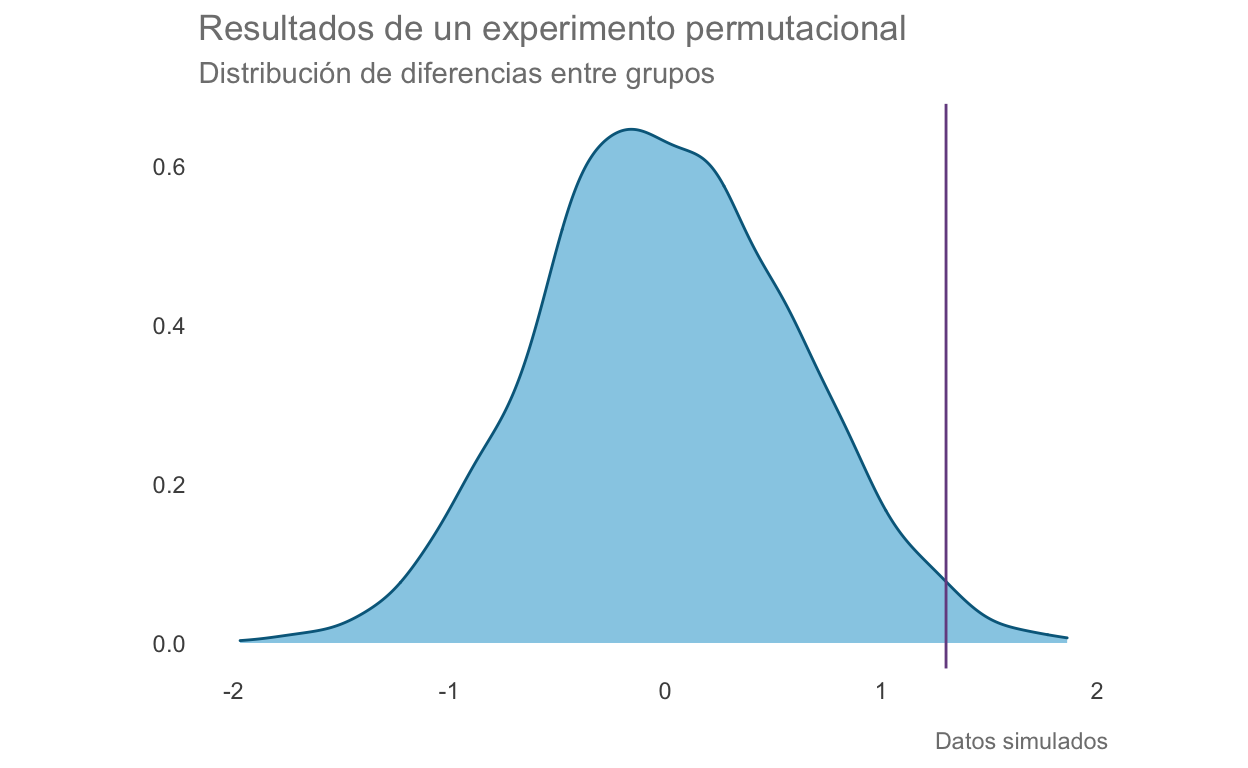 Resultados de un experimento permutacional
Distribución de diferencias entre grupos
0.6
0.4
0.2
0.0
-2 -1 0 1 2
Datos simulados